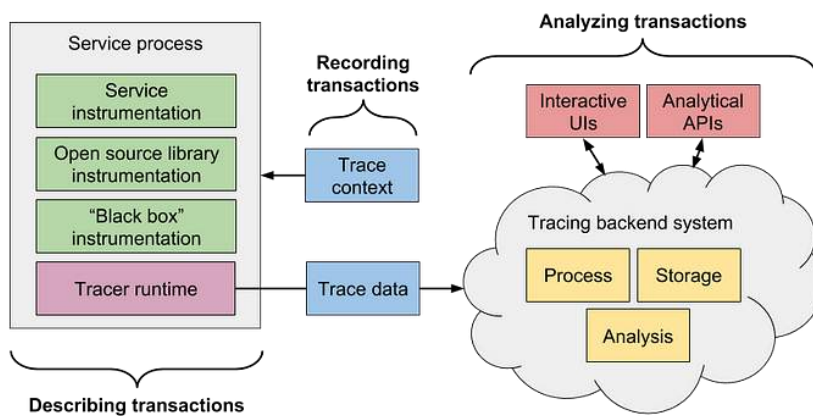 Service process
Service
instrumentation
Open source library
instrumentation
“Black box”
instrumentation
Tracer runtime
Describing transactions
Recording
transactions
Trace
context
Trace data
Analyzing transactions
Interactive
UIs
Analytical
APIs
Tracing backend system
Process
Storage
Analysis